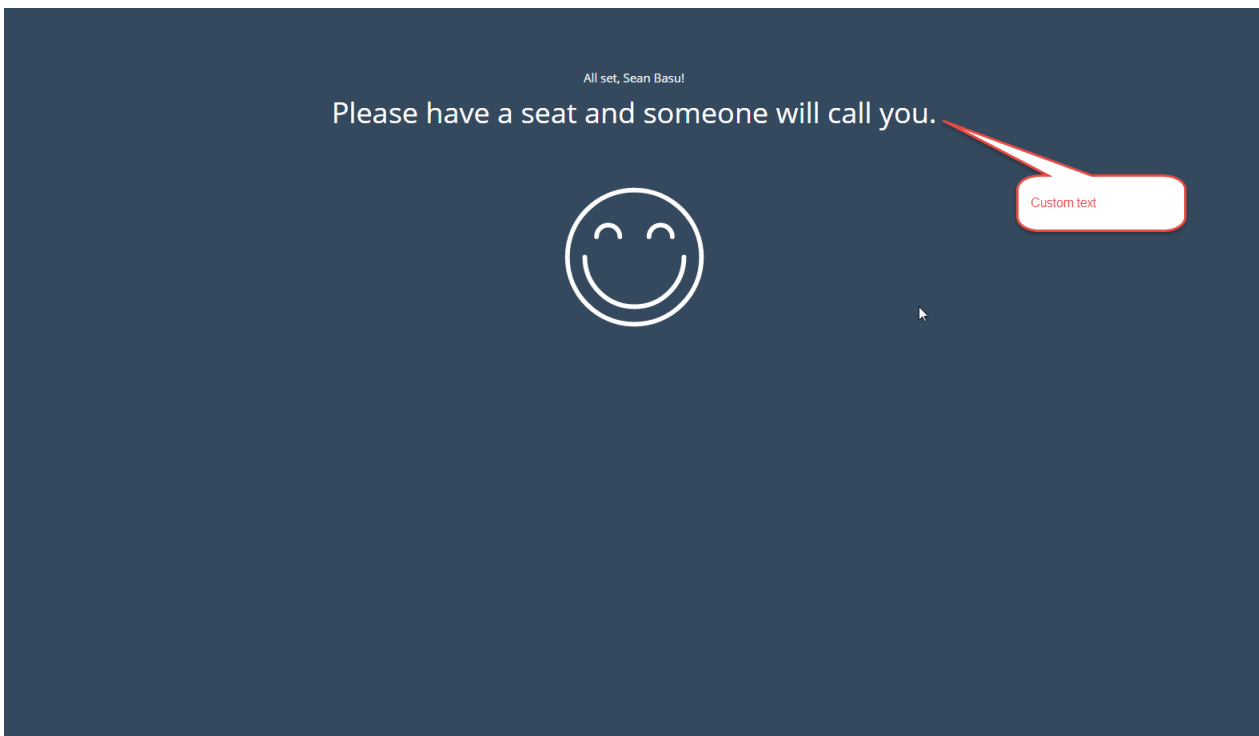 All set, Sean Basu!
Please have a seat and someone will call you.
Custom text